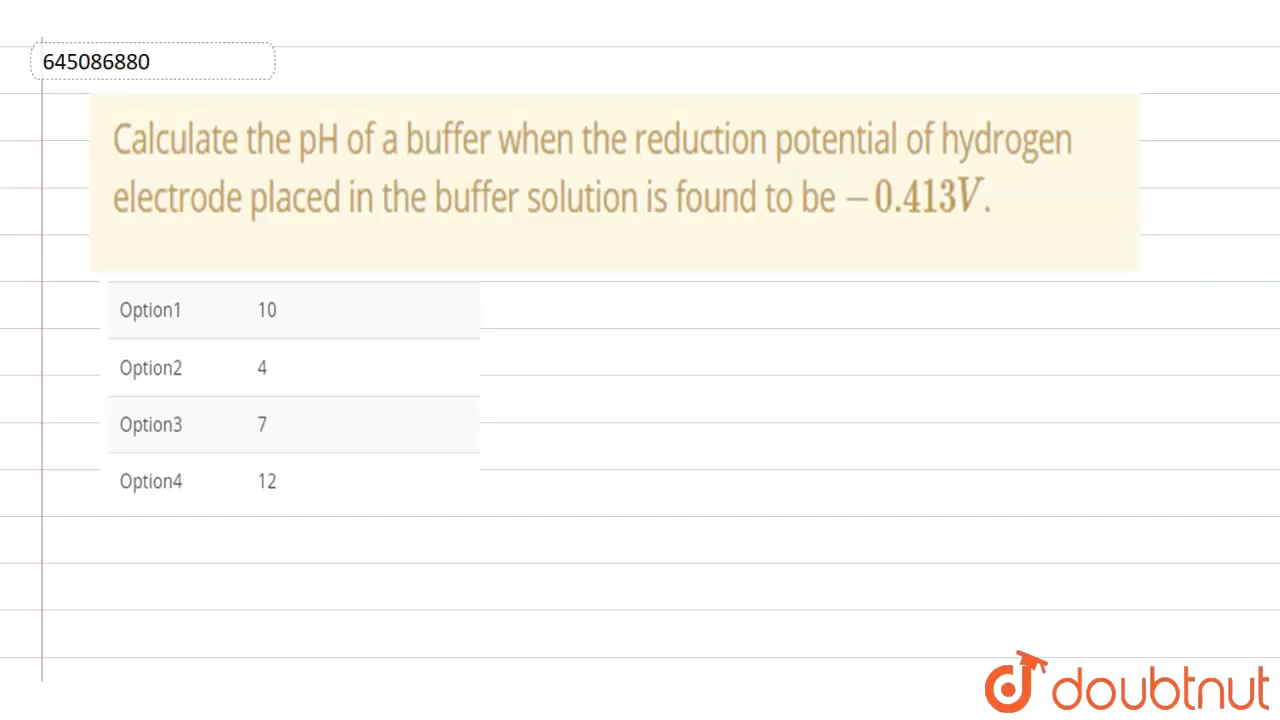 645086880
Calculate the pH of a buffer when the reduction potential of hydrogen
electrode placed in the buffer solution is found to be −0.413V.
Option1 10
Option2 4
Option3 7
Option4 12
doubtnut